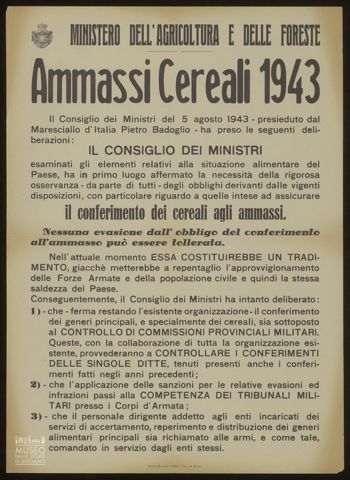 MINISTERO DELL'AGRICOLTURA E DELLE FORESTE
Ammassi Cereali 1943
Il Consiglio dei Ministri del 5 agosto 1943 - presieduto dal
Maresciallo d'Italia Pietro Badoglio - ha preso le seguenti deli-
berazioni:
IL CONSIGLIO DEI MINISTRI
esaminati gli elementi relativi alla situazione alimentare del
Paese, ha in primo luogo affermato la necessità della rigorosa
osservanza - da parte di tutti - degli obblighi derivanti dalle vigenti
disposizioni, con particolare riguardo a quelle intese ad assicurare
il conferimento dei cereali agli ammassi.
Nessuna evasione dall'obbligo del conferimento
all'ammasso può essere tollerata.
Nell'attuale momento ESSA COSTITUIREBBE UN TRADI-
MENTO, giacchè metterebbe a repentaglio l'approvvigionamento
delle Forze Armate e della popolazione civile e quindi la stessa
saldezza del Paese.
Conseguentemente, il Consiglio dei Ministri ha intanto deliberato:
1) - che - ferma restando l'esistente organizzazione - il conferimento
dei generi principali, e specialmente dei cereali, sia sottoposto
al CONTROLLO DI COMMISSIONI PROVINCIALI MILITARI.
Queste, con la collaborazione di tutta la organizzazione esi-
stente, provvederanno a CONTROLLARE I CONFERIMENTI
DELLE SINGOLE DITTE, tenuti presenti anche i conferi-
menti fatti negli anni precedenti;
2) - che l'applicazione delle sanzioni per le relative evasioni ed
infrazioni passi alla COMPETENZA DEI TRIBUNALI MILI-
TARI presso i Corpi d'Armata;
3) - che il personale dirigente addetto agli enti incaricati dei
servizi di accertamento, reperimento e distribuzione dei generi
alimentari principali sia richiamato alle armi, e come tale,
comandato in servizio dagli enti stessi.
MUSEO
DELLE STORIE
DI BERGAMO